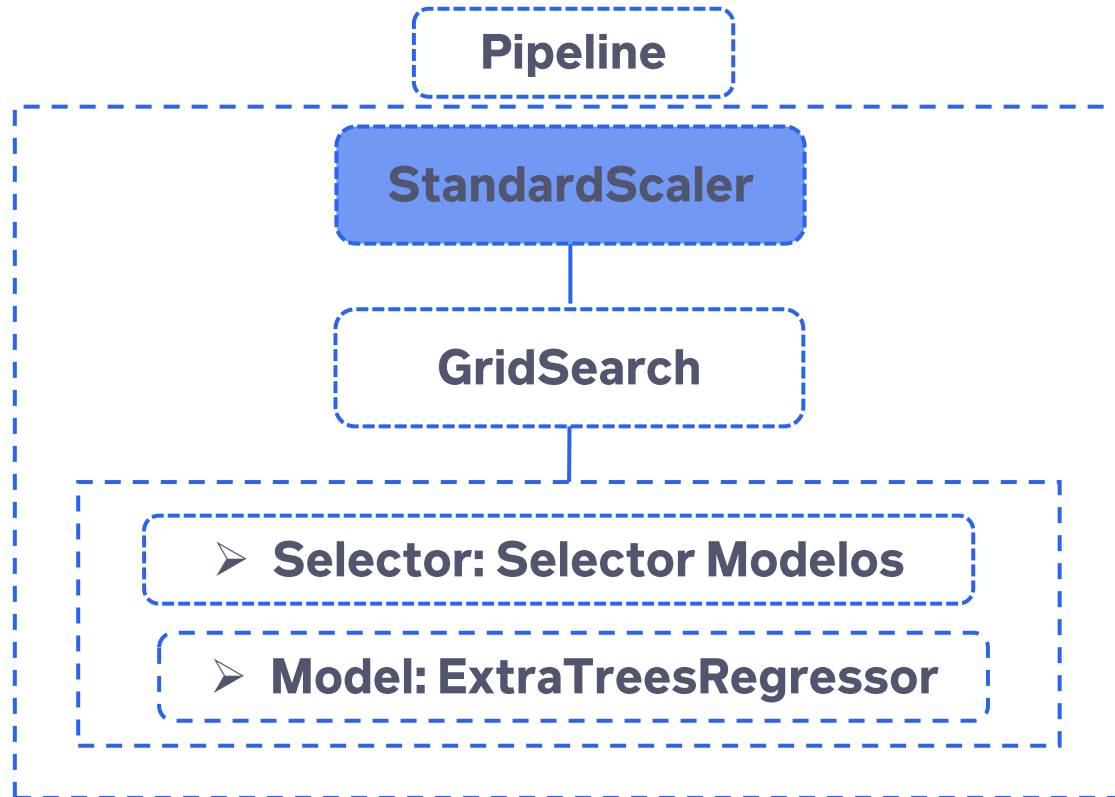 Pipeline
StandardScaler
GridSearch
➢ Selector: Selector Modelos
➢ Model: ExtraTreesRegressor